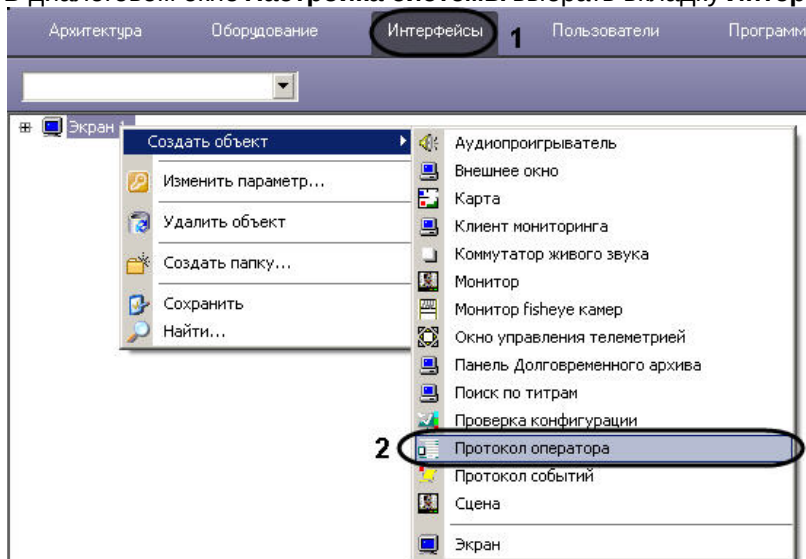 Архитектура Оборудование Интерфейсы 1 Пользователи Программ
Экран 1
Создать объект
Изменить параметр...
Удалить объект
Создать папку...
Сохранить
Найти...
Аудиопроигрыватель
Внешнее окно
Карта
Клиент мониторинга
Коммутатор живого звука
Монитор
Монитор fisheye камер
Окно управления телеметрией
Панель Долговременного архива
Поиск по титрам
Проверка конфигурации
2 Протокол оператора
Протокол событий
Сцена
Экран